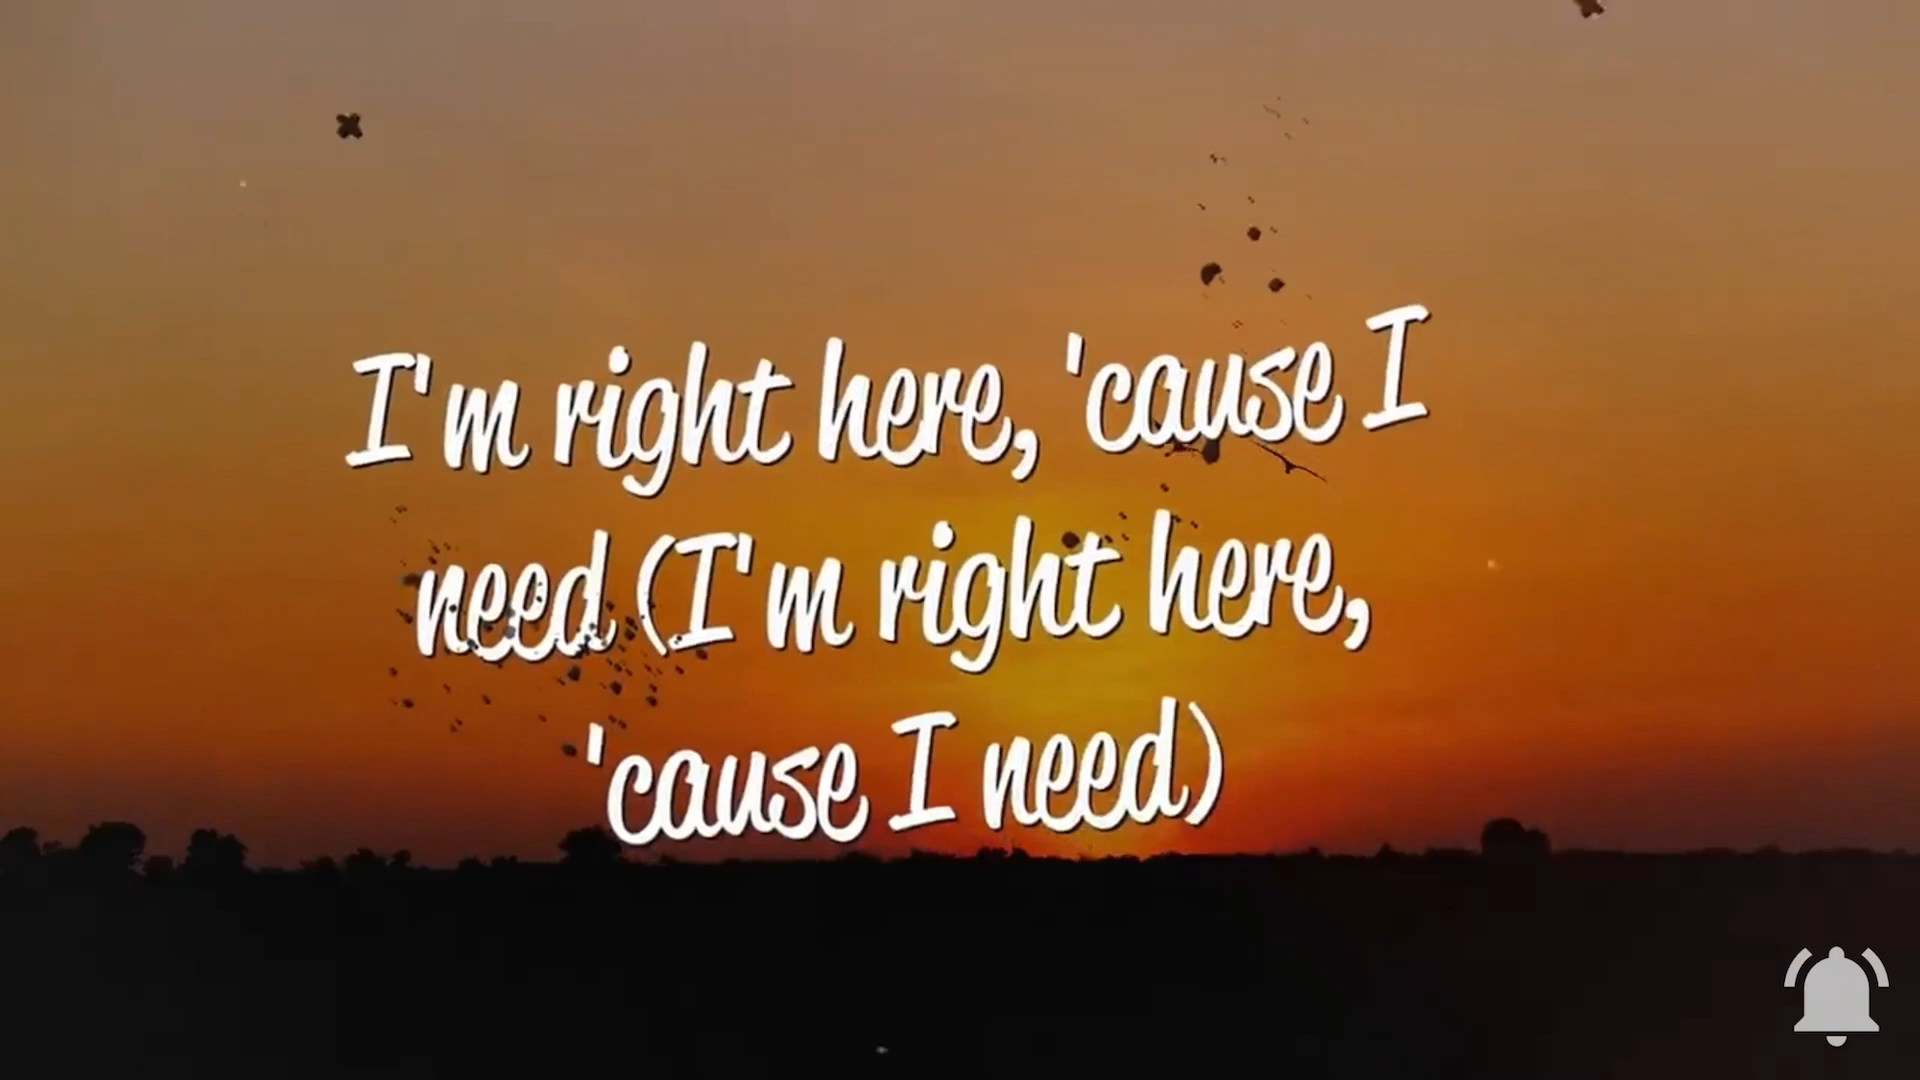 I'm right here, 'cause I
need (I'm right here,
'cause I need)